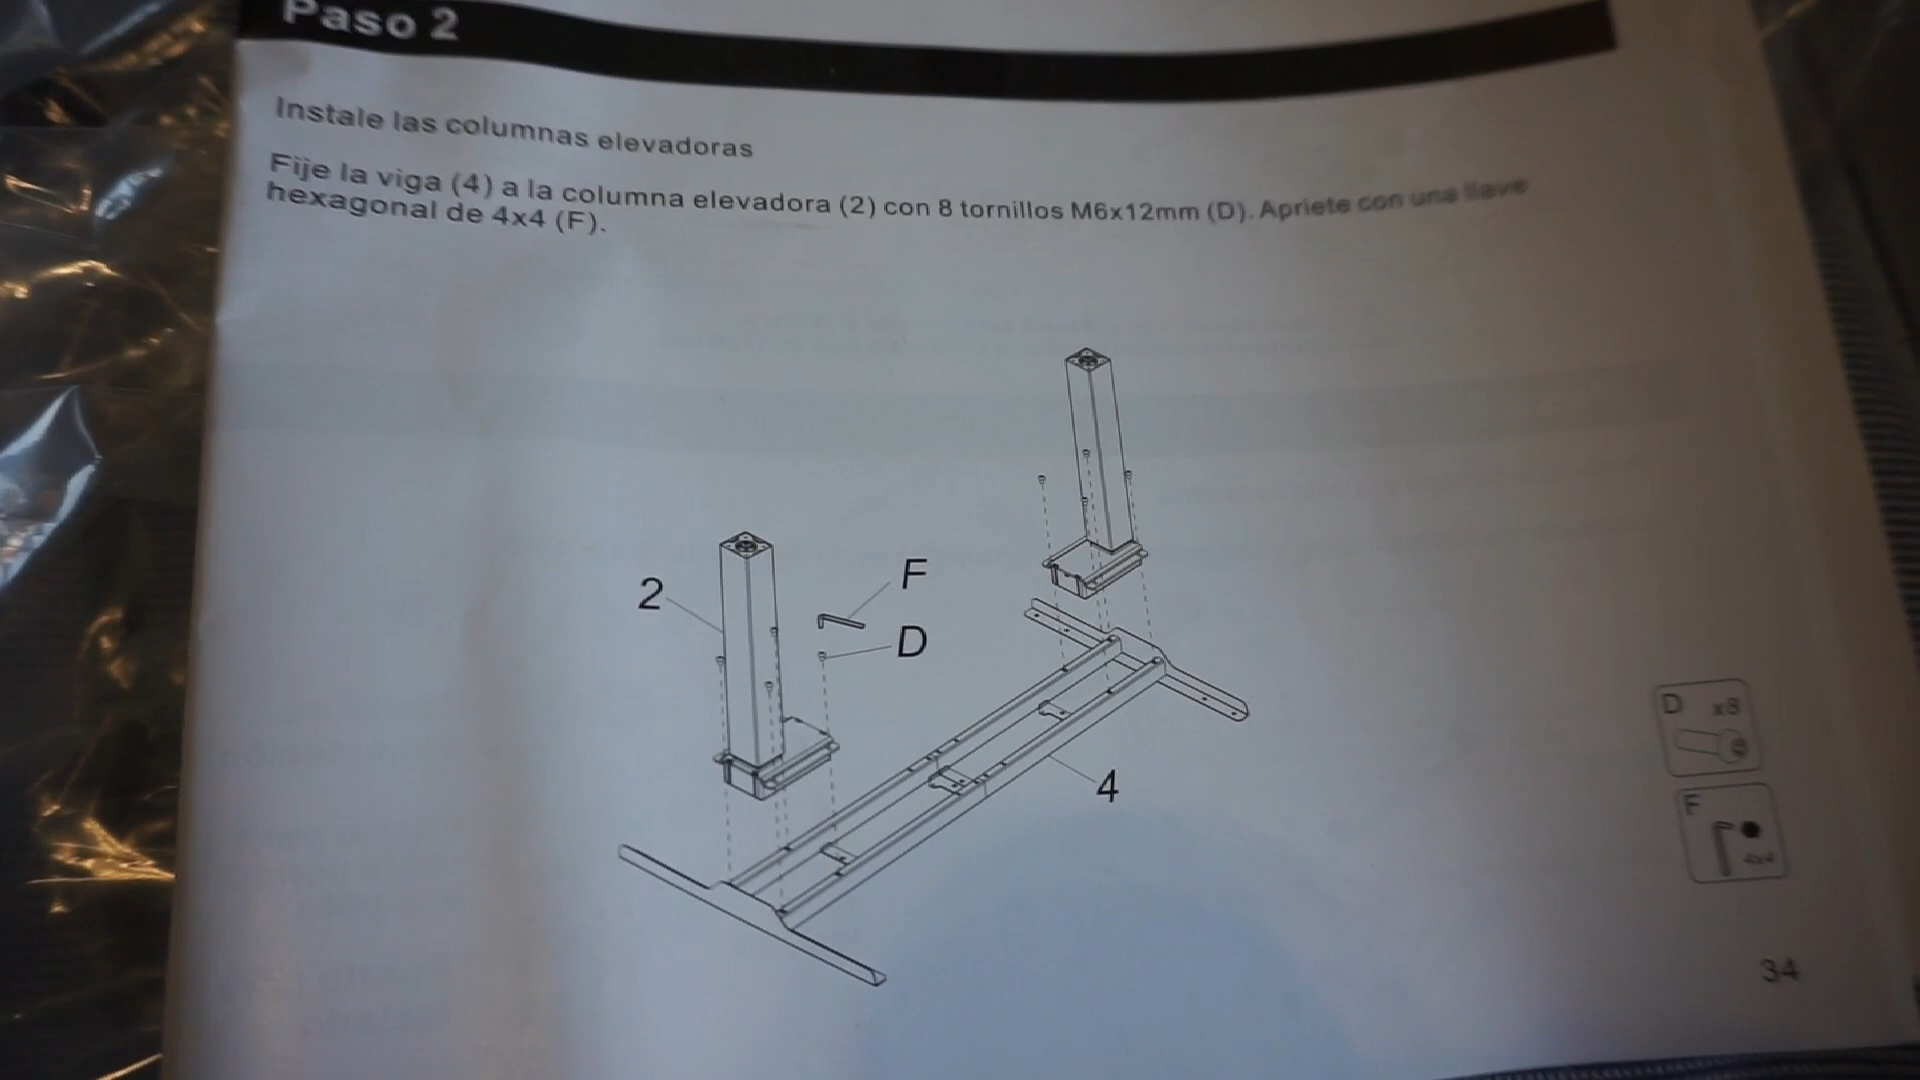 Paso 2
Instale las columnas elevadoras
Fije la viga (4) a la columna elevadora (2) con 8 tornillos M6x12mm (D). Apriete con una llave
hexagonal de 4x4 (F).
2
F
D
4
D x8
F
4x4
34